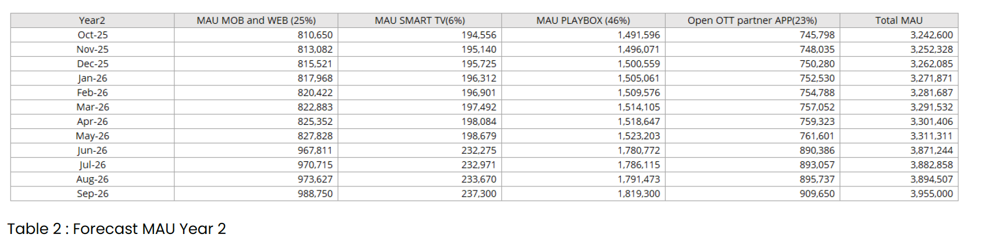 Year2 MAU MOB and WEB (25%) MAU SMART TV(6%) MAU PLAYBOX (46%) Open OTT partner APP(23%) Total MAU
Oct-25 810,650 194,556 1,491,596 745,798 3,242,600
Nov-25 813,082 195,140 1,496,071 748,035 3,252,328
Dec-25 815,521 195,725 1,500,559 750,280 3,262,085
Jan-26 817,968 196,312 1,505,061 752,530 3,271,871
Feb-26 820,422 196,901 1,509,576 754,788 3,281,687
Mar-26 822,883 197,492 1,514,105 757,052 3,291,532
Apr-26 825,352 198,084 1,518,647 759,323 3,301,406
May-26 827,828 198,679 1,523,203 761,601 3,311,311
Jun-26 967,811 232,275 1,780,772 890,386 3,871,244
Jul-26 970,715 232,971 1,786,115 893,057 3,882,858
Aug-26 973,627 233,670 1,791,473 895,737 3,894,507
Sep-26 988,750 237,300 1,819,300 909,650 3,955,000
Table 2 : Forecast MAU Year 2